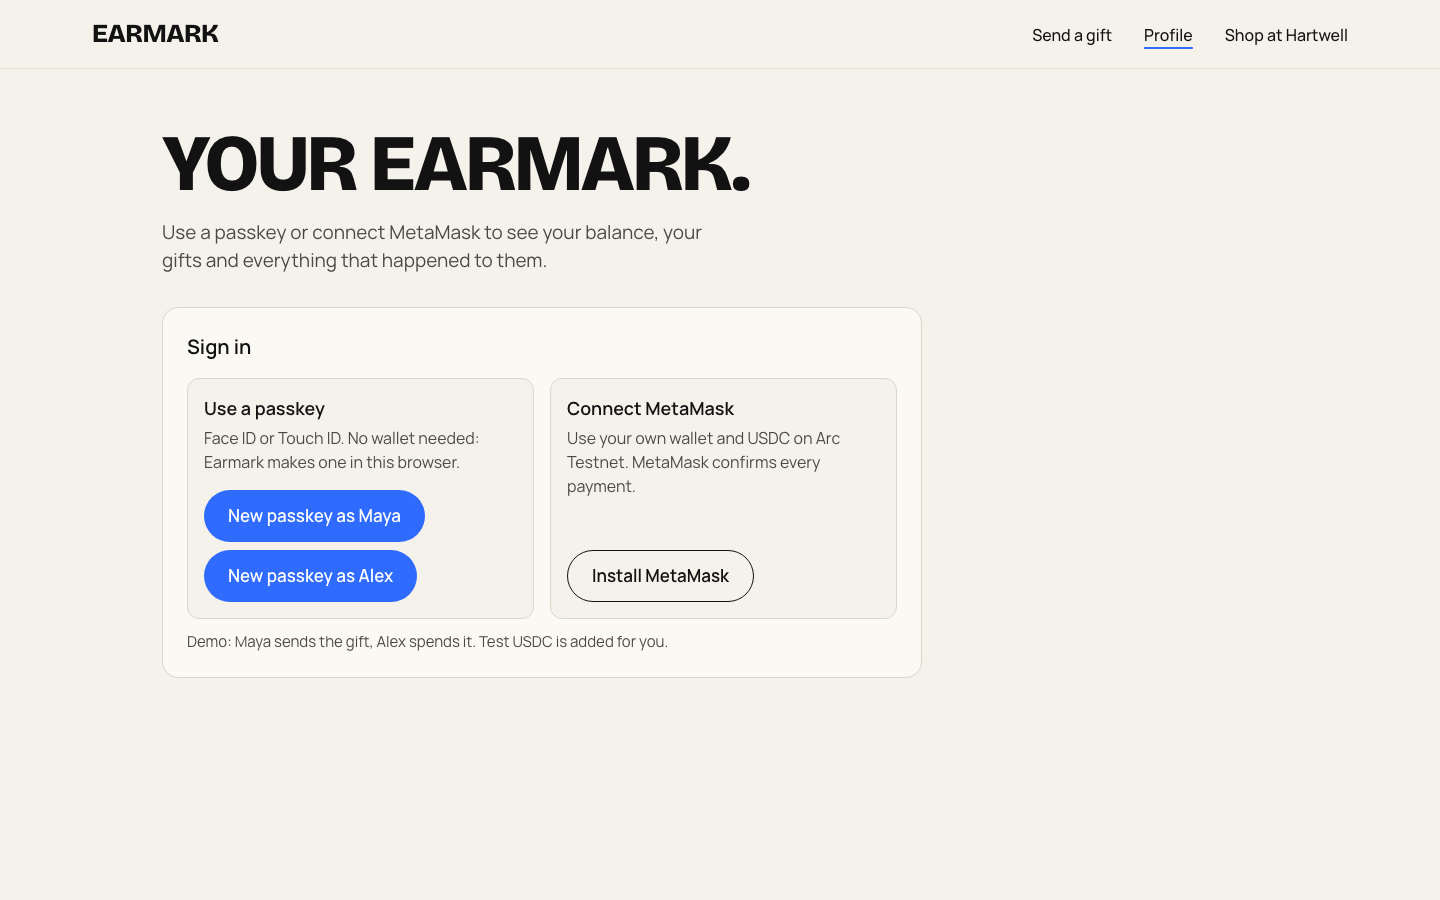 EARMARK
Send a gift
Profile
Shop at Hartwell
YOUR EARMARK.
Use a passkey or connect MetaMask to see your balance, your
gifts and everything that happened to them.
Sign in
Use a passkey
Face ID or Touch ID. No wallet needed:
Earmark makes one in this browser.
New passkey as Maya
New passkey as Alex
Connect MetaMask
Use your own wallet and USDC on Arc
Testnet. MetaMask confirms every
payment.
Install MetaMask
Demo: Maya sends the gift, Alex spends it. Test USDC is added for you.